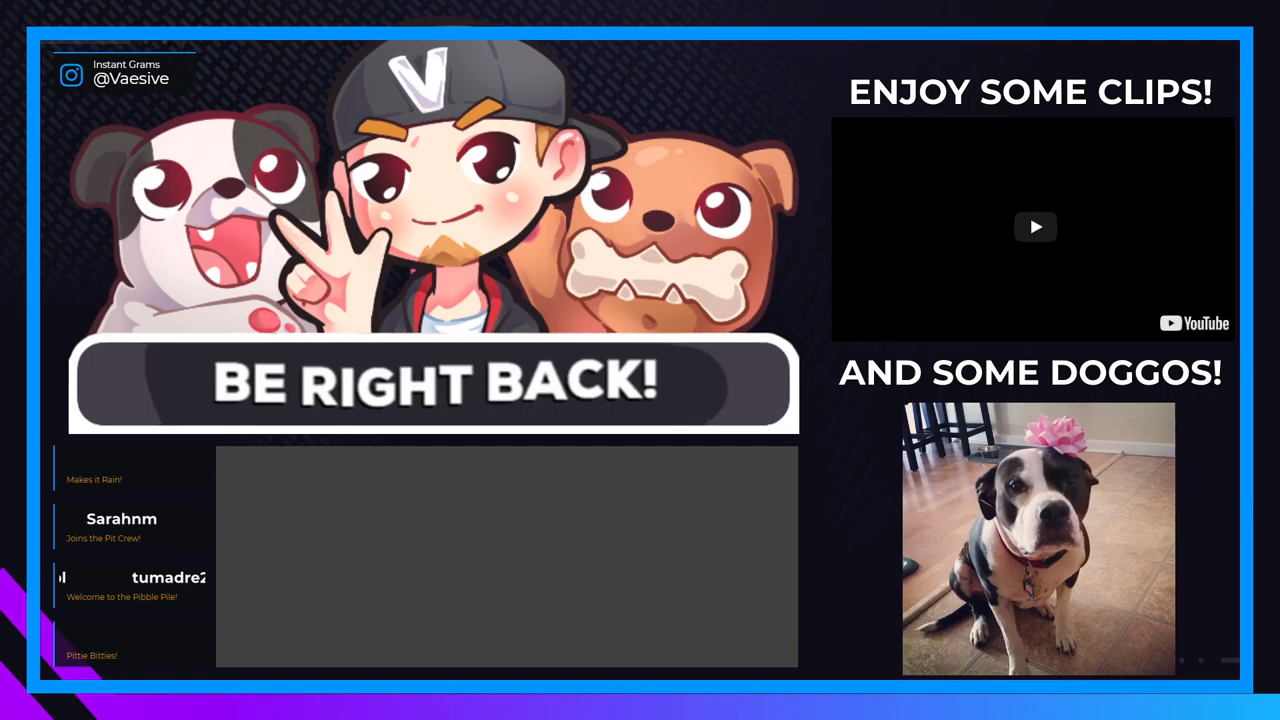 Instant Grams
@Vaesive
V
BE RIGHT BACK!
ENJOY SOME CLIPS!
YouTube
AND SOME DOGGOS!
Makes it Rain!
Sarahnm
Joins the Pit Crew!
tumadre2
Welcome to the Pibble Pile!
Pittie Bitties!